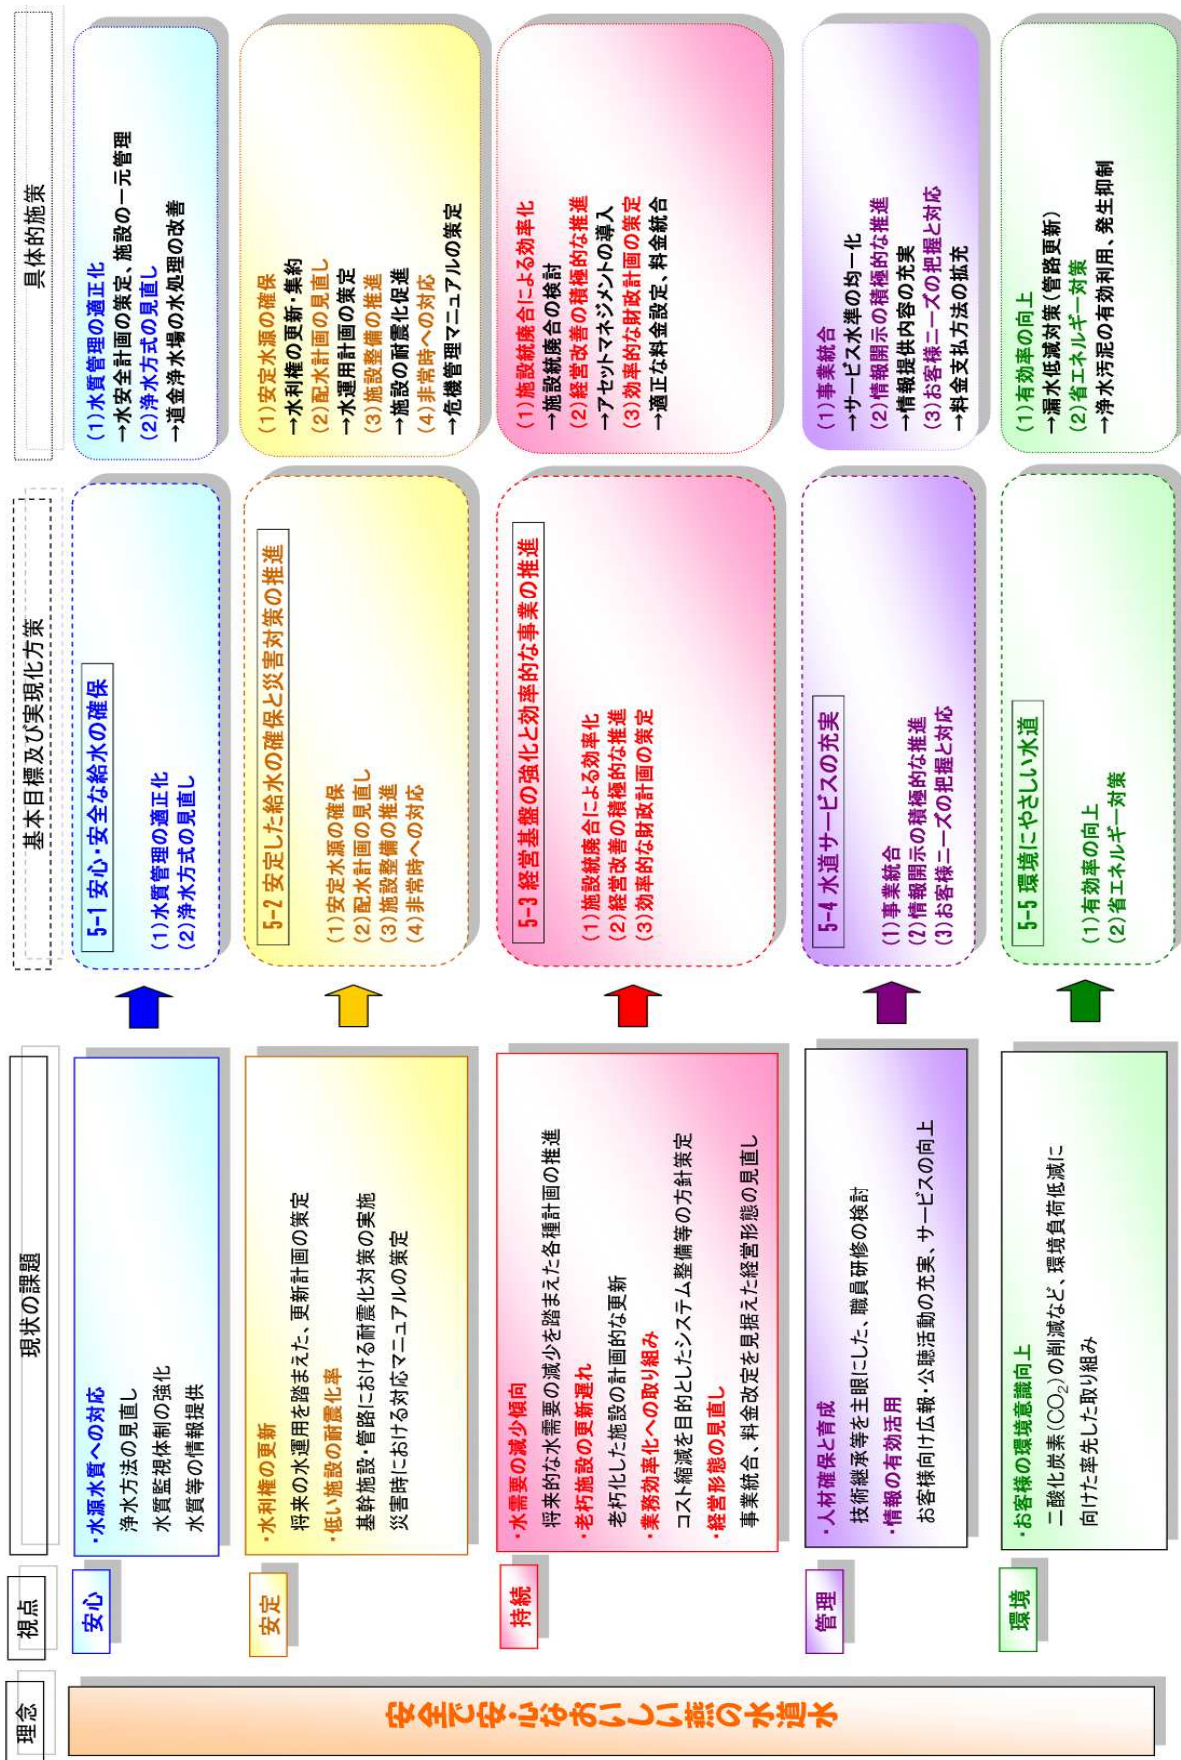 理念
視点
現状の課題
基本目標及び実現化方策
具体的施策
安全で安心なおいしい燕の水道水
安心
・水源水質への対応
浄水方法の見直し
水質監視体制の強化
水質等の情報提供
5-1 安心・安全な給水の確保
(1)水質管理の適正化
(2)浄水方式の見直し
(1)水質管理の適正化
→水安全計画の策定、施設の一元管理
(2)浄水方式の見直し
→道金浄水場の水処理の改善
安定
・水利権の更新
将来の水運用を踏まえた、更新計画の策定
・低い施設の耐震化率
基幹施設・管路における耐震化対策の実施
災害時における対応マニュアルの策定
5-2 安定した給水の確保と災害対策の推進
(1)安定水源の確保
(2)配水計画の見直し
(3)施設整備の推進
(4)非常時への対応
(1)安定水源の確保
→水利権の更新・集約
(2)配水計画の見直し
→水運用計画の策定
(3)施設整備の推進
→施設の耐震化促進
(4)非常時への対応
→危機管理マニュアルの策定
持続
・水需要の減少傾向
将来的な水需要の減少を踏まえた各種計画の推進
・老朽施設の更新遅れ
老朽化した施設の計画的な更新
・業務効率化への取り組み
コスト縮減を目的としたシステム整備等の方針策定
・経営形態の見直し
事業統合、料金改定を見据えた経営形態の見直し
5-3 経営基盤の強化と効率的な事業の推進
(1)施設統廃合による効率化
(2)経営改善の積極的な推進
(3)効率的な財政計画の策定
(1)施設統廃合による効率化
→施設統廃合の検討
(2)経営改善の積極的な推進
→アセットマネジメントの導入
(3)効率的な財政計画の策定
→適正な料金設定、料金統合
管理
・人材確保と育成
技術継承等を主眼にした、職員研修の検討
・情報の有効活用
お客様向け広報・公聴活動の充実、サービスの向上
5-4 水道サービスの充実
(1)事業統合
(2)情報開示の積極的な推進
(3)お客様ニーズの把握と対応
(1)事業統合
→サービス水準の均一化
(2)情報開示の積極的な推進
→情報提供内容の充実
(3)お客様ニーズの把握と対応
→料金支払方法の拡充
環境
・お客様の環境意識向上
二酸化炭素(CO₂)の削減など、環境負荷低減に
向けた率先した取り組み
5-5 環境にやさしい水道
(1)有効率の向上
(2)省エネルギー対策
(1)有効率の向上
→漏水低減対策(管路更新)
(2)省エネルギー対策
→浄水汚泥の有効利用、発生抑制